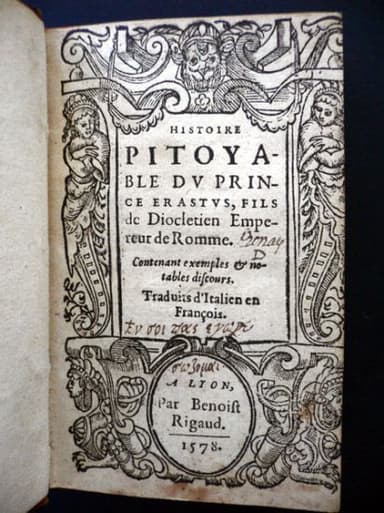 HISTOIRE
PITOYA-
BLE DV PRIN-
CE ERASTVS, FILS
de Diocletien Empe-
reur de Romme.
Contenant exemples & no-
tables discours.
Traduits d'Italien en
François.
A LYON,
Par Benoist
Rigaud.
1578.